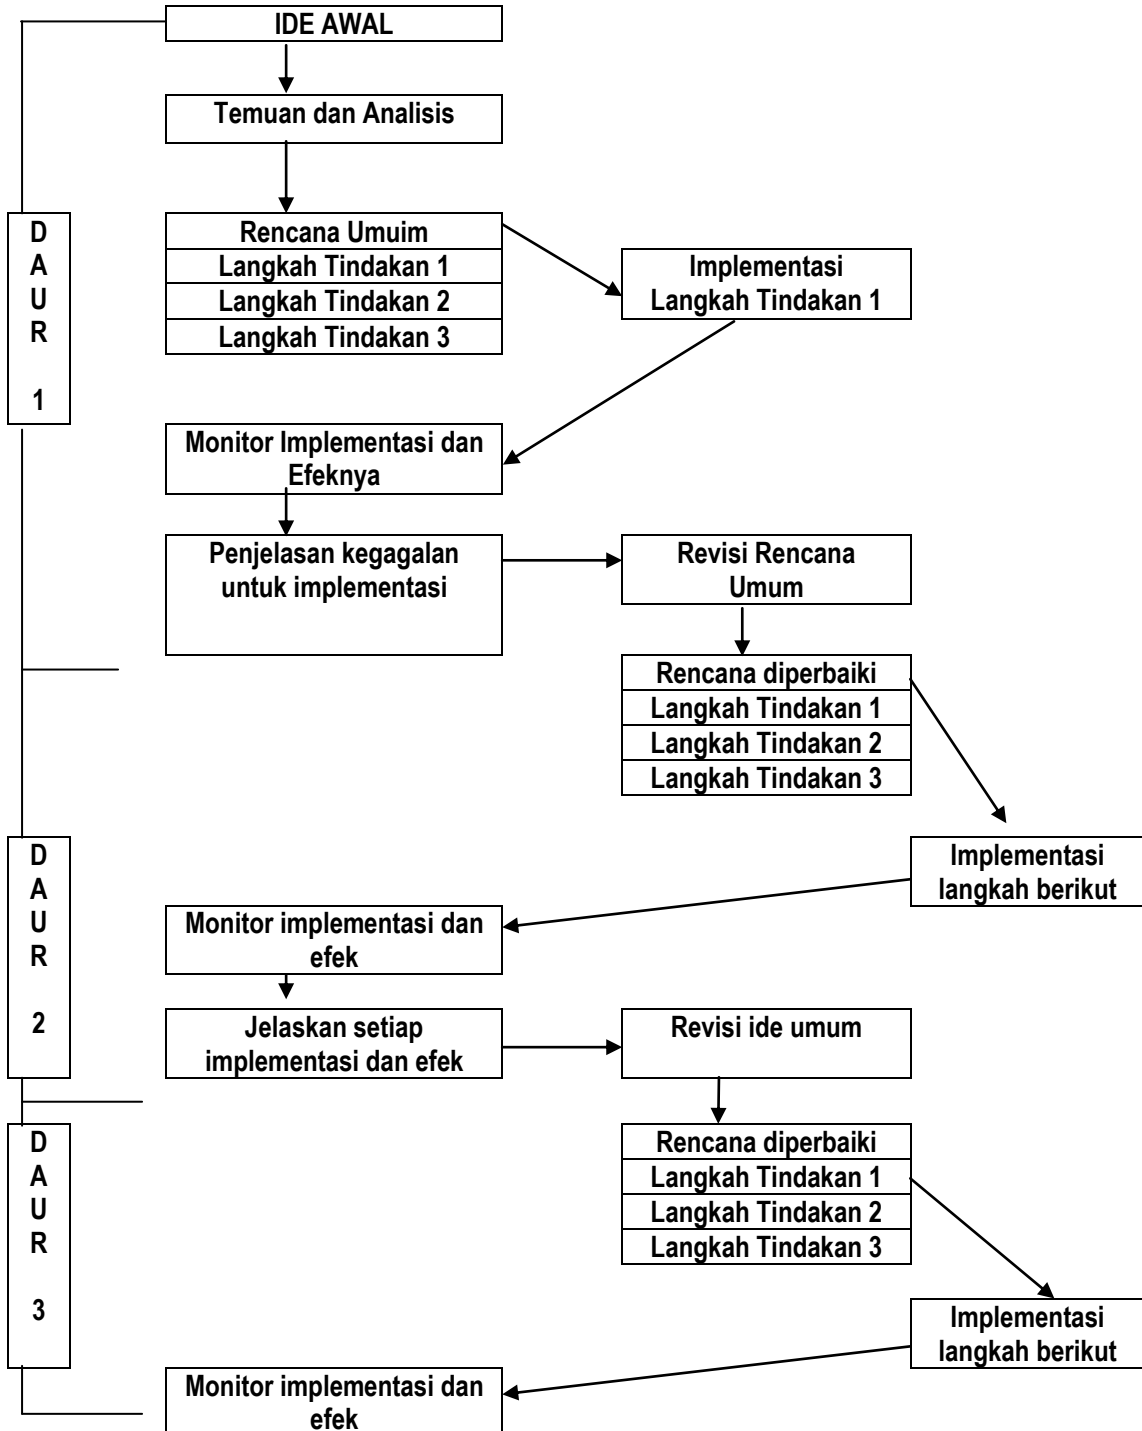 IDE AWAL
Temuan dan Analisis
D
A
U
R
1
Rencana Umuim
Langkah Tindakan 1
Langkah Tindakan 2
Langkah Tindakan 3
Implementasi
Langkah Tindakan 1
Monitor Implementasi dan
Efeknya
Penjelasan kegagalan
untuk implementasi
Revisi Rencana
Umum
Rencana diperbaiki
Langkah Tindakan 1
Langkah Tindakan 2
Langkah Tindakan 3
D
A
U
R
2
Implementasi
langkah berikut
Monitor implementasi dan
efek
Jelaskan setiap
implementasi dan efek
Revisi ide umum
D
A
U
R
3
Rencana diperbaiki
Langkah Tindakan 1
Langkah Tindakan 2
Langkah Tindakan 3
Implementasi
langkah berikut
Monitor implementasi dan
efek